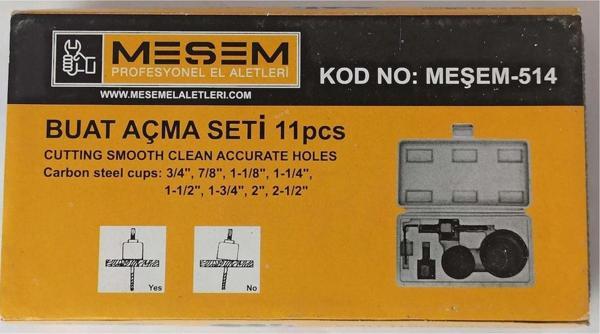 MEŞEM
PROFESYONEL EL ALETLERİ
WWW.MESEMELALETLERI.COM
KOD NO: MEŞEM-514
BUAT AÇMA SETİ 11pcs
CUTTING SMOOTH CLEAN ACCURATE HOLES
Carbon steel cups: 3/4", 7/8", 1-1/8", 1-1/4",
1-1/2", 1-3/4", 2", 2-1/2"
Yes
No